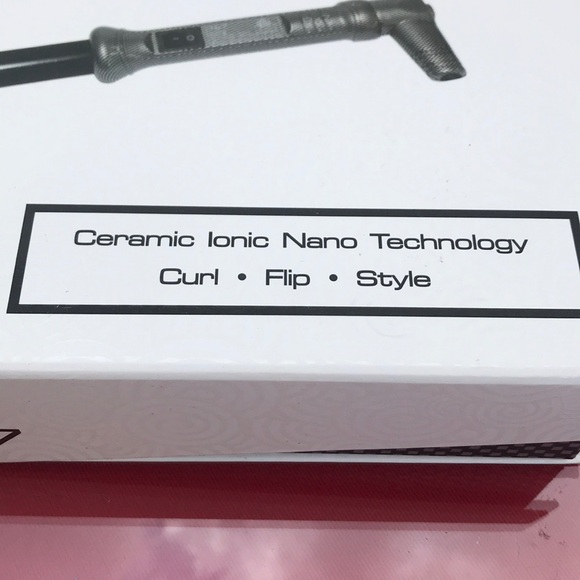 Ceramic Ionic Nano Technology
Curl • Flip • Style